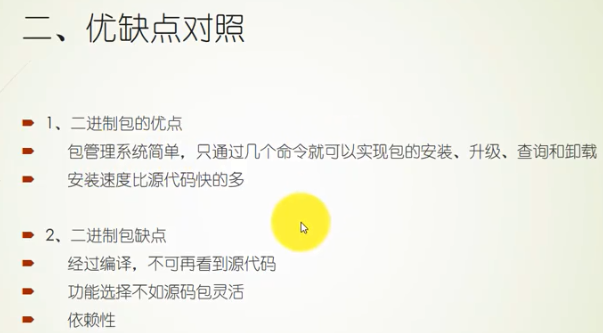 二、优缺点对照
1、二进制包的优点
包管理系统简单，只通过几个命令就可以实现包的安装、升级、查询和卸载
安装速度比源代码快的多
2、二进制包缺点
经过编译，不可再看到源代码
功能选择不如源码包灵活
依赖性